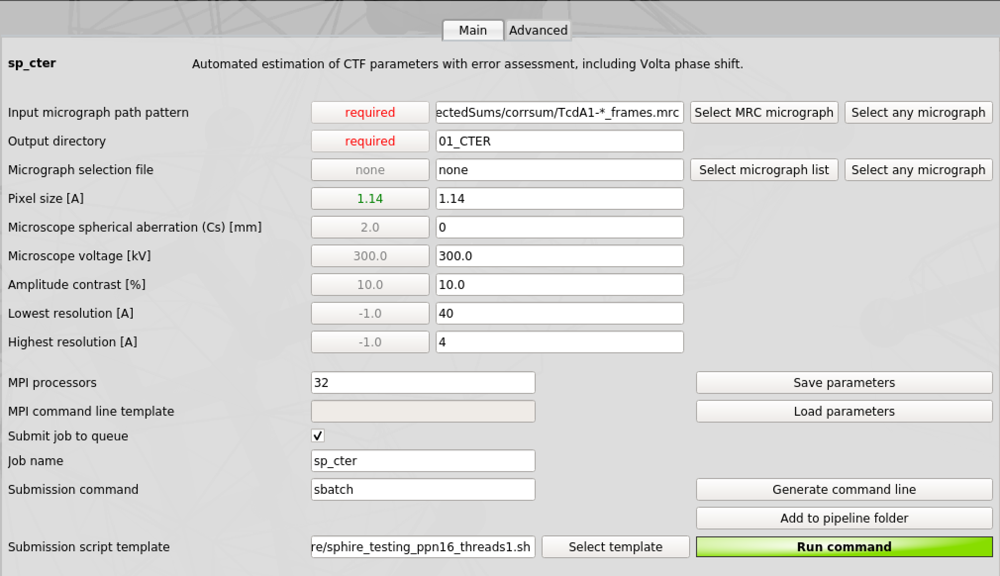 Main Advanced
sp_cter Automated estimation of CTF parameters with error assessment, including Volta phase shift.
Input micrograph path pattern required ectedSums/corrsum/TcdA1-*_frames.mrc Select MRC micrograph Select any micrograph
Output directory required 01_CTER
Micrograph selection file none none Select micrograph list Select any micrograph
Pixel size [A] 1.14 1.14
Microscope spherical aberration (Cs) [mm] 2.0 0
Microscope voltage [kV] 300.0 300.0
Amplitude contrast [%] 10.0 10.0
Lowest resolution [A] -1.0 40
Highest resolution [A] -1.0 4
MPI processors 32 Save parameters
MPI command line template Load parameters
Submit job to queue
Job name sp_cter
Submission command sbatch Generate command line
Add to pipeline folder
Submission script template re/sphire_testing_ppn16_threads1.sh Select template Run command